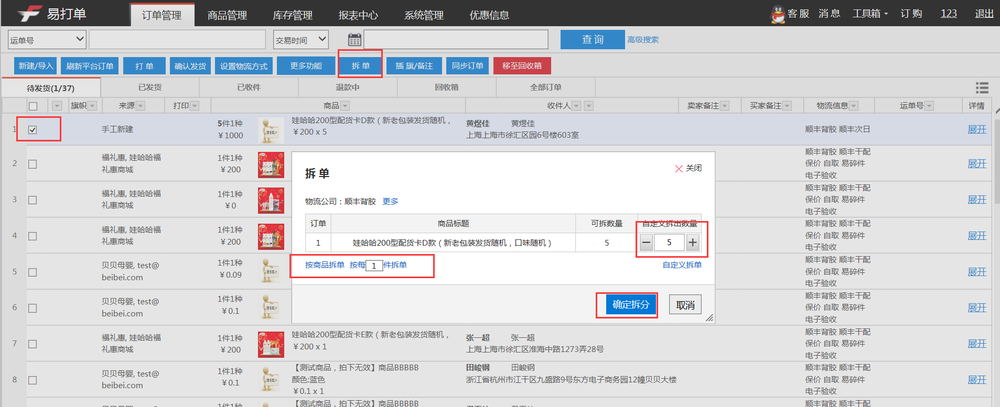 易打单
订单管理 商品管理 库存管理 报表中心 系统管理 优惠信息
客 服 消 息 工具箱 订 购 123 退出
运单号 交易时间 查 询 高级搜索
新建/导入 刷新平台订单 打 单 确认发货 设置物流方式 更多功能 拆 单 插 旗/备注 同步订单 移至回收箱
待发货(1/37) 已发货 已收件 退款中 回收箱 全部订单
旗帜 来源 打印 商品 收件人 卖家备注 买家备注 物流信息 运单号 详情
1 手工新建
5件1种
￥1000
暂无图片
娃哈哈200型配货卡D款（新老包装发货随机，
￥200 x 5
黄煜佳 黄煜佳
上海上海市徐汇区园6号楼603室
顺丰背胶 顺丰次日
展开
2
福礼惠, 娃哈哈福
礼惠商城
1件1种
￥200
顺丰背胶 顺丰干配
保价 自取 易碎件
电子验收
展开
3
福礼惠, 娃哈哈福
礼惠商城
1件1种
￥0
顺丰背胶 顺丰干配
保价 自取 易碎件
电子验收
展开
4
福礼惠, 娃哈哈福
礼惠商城
1件1种
￥200
顺丰背胶 顺丰干配
保价 自取 易碎件
电子验收
展开
5
贝贝母婴, test@
beibei.com
1件1种
￥0.09
暂无图片
顺丰背胶 顺丰干配
保价 自取 易碎件
电子验收
展开
6
贝贝母婴, test@
beibei.com
1件1种
￥0.1
暂无图片
顺丰背胶 顺丰干配
保价 自取 易碎件
电子验收
展开
拆 单
关闭
物流公司：顺丰背胶 更多
订单 商品标题 可拆数量 自定义拆出数量
1 娃哈哈200型配货卡D款（新老包装发货随机，口味随机） 5 5
按商品拆单 按每 1 件拆单 自定义拆单
确定拆分 取消
7
福礼惠, 娃哈哈福
礼惠商城
1件1种
￥200
娃哈哈200型配货卡E款（新老包装发货随机，
￥200 x 1
张一超 张一超
上海上海市徐汇区淮海中路1273弄28号
顺丰背胶 顺丰干配
保价 自取 易碎件
电子验收
展开
8
贝贝母婴, test@
beibei.com
1件1种
￥0.1
暂无图片
【测试商品，拍下无效】商品BBBBB
颜色:蓝色
￥0.1 x 1
田峻钢 田峻钢
浙江省杭州市江干区九盛路9号东方电子商务园12幢贝贝大楼
顺丰背胶 顺丰干配
保价 自取 易碎件
电子验收
展开
1件1种
【测试商品，拍下无效】商品BBBBB
顺丰背胶 顺丰干配